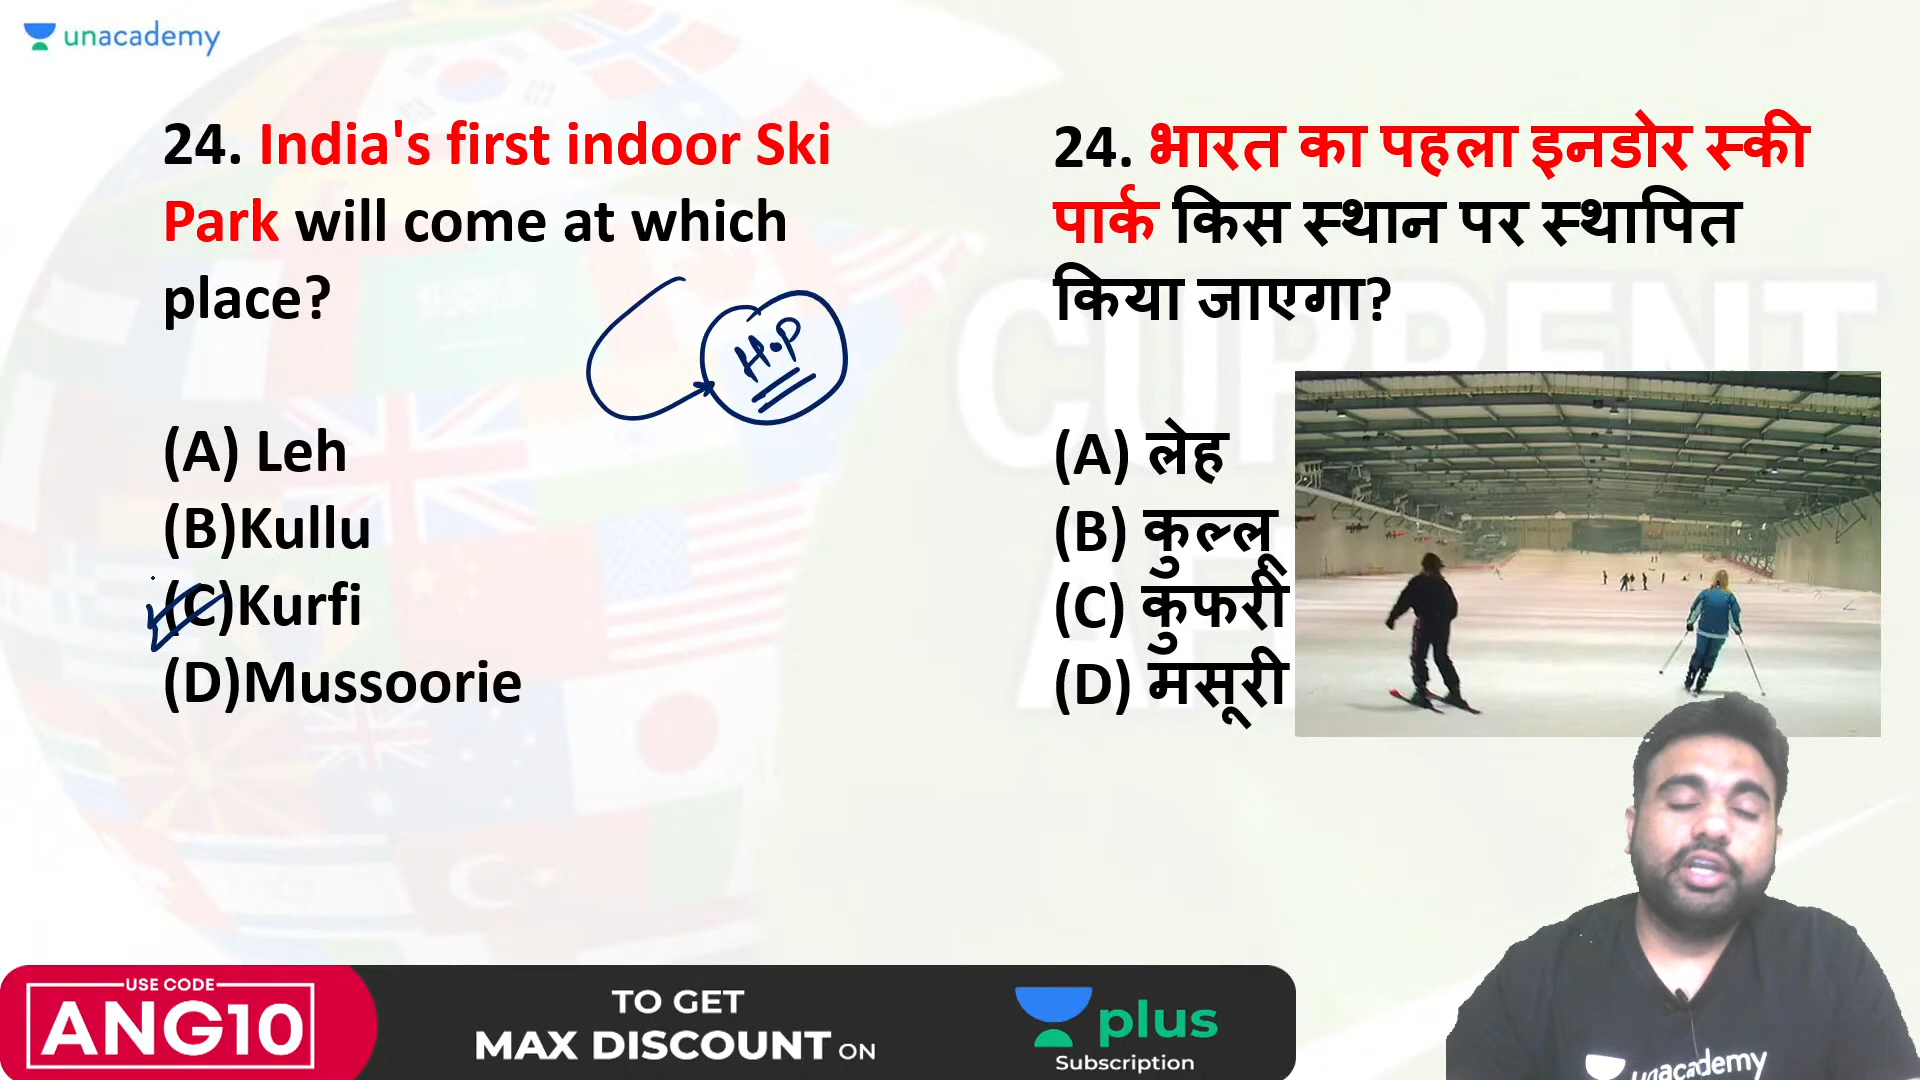 unacademy
24. India's first indoor Ski
Park will come at which
place?
H.P
(A) Leh
(B)Kullu
(C)Kurfi
(D)Mussoorie
24. भारत का पहला इनडोर स्की
पार्क किस स्थान पर स्थापित
किया जाएगा?
(A) लेह
(B) कुल्लू
(C) कुफरी
(D) मसूरी
USE CODE
ANG10
TO GET
MAX DISCOUNT ON
plus
Subscription
unacademy